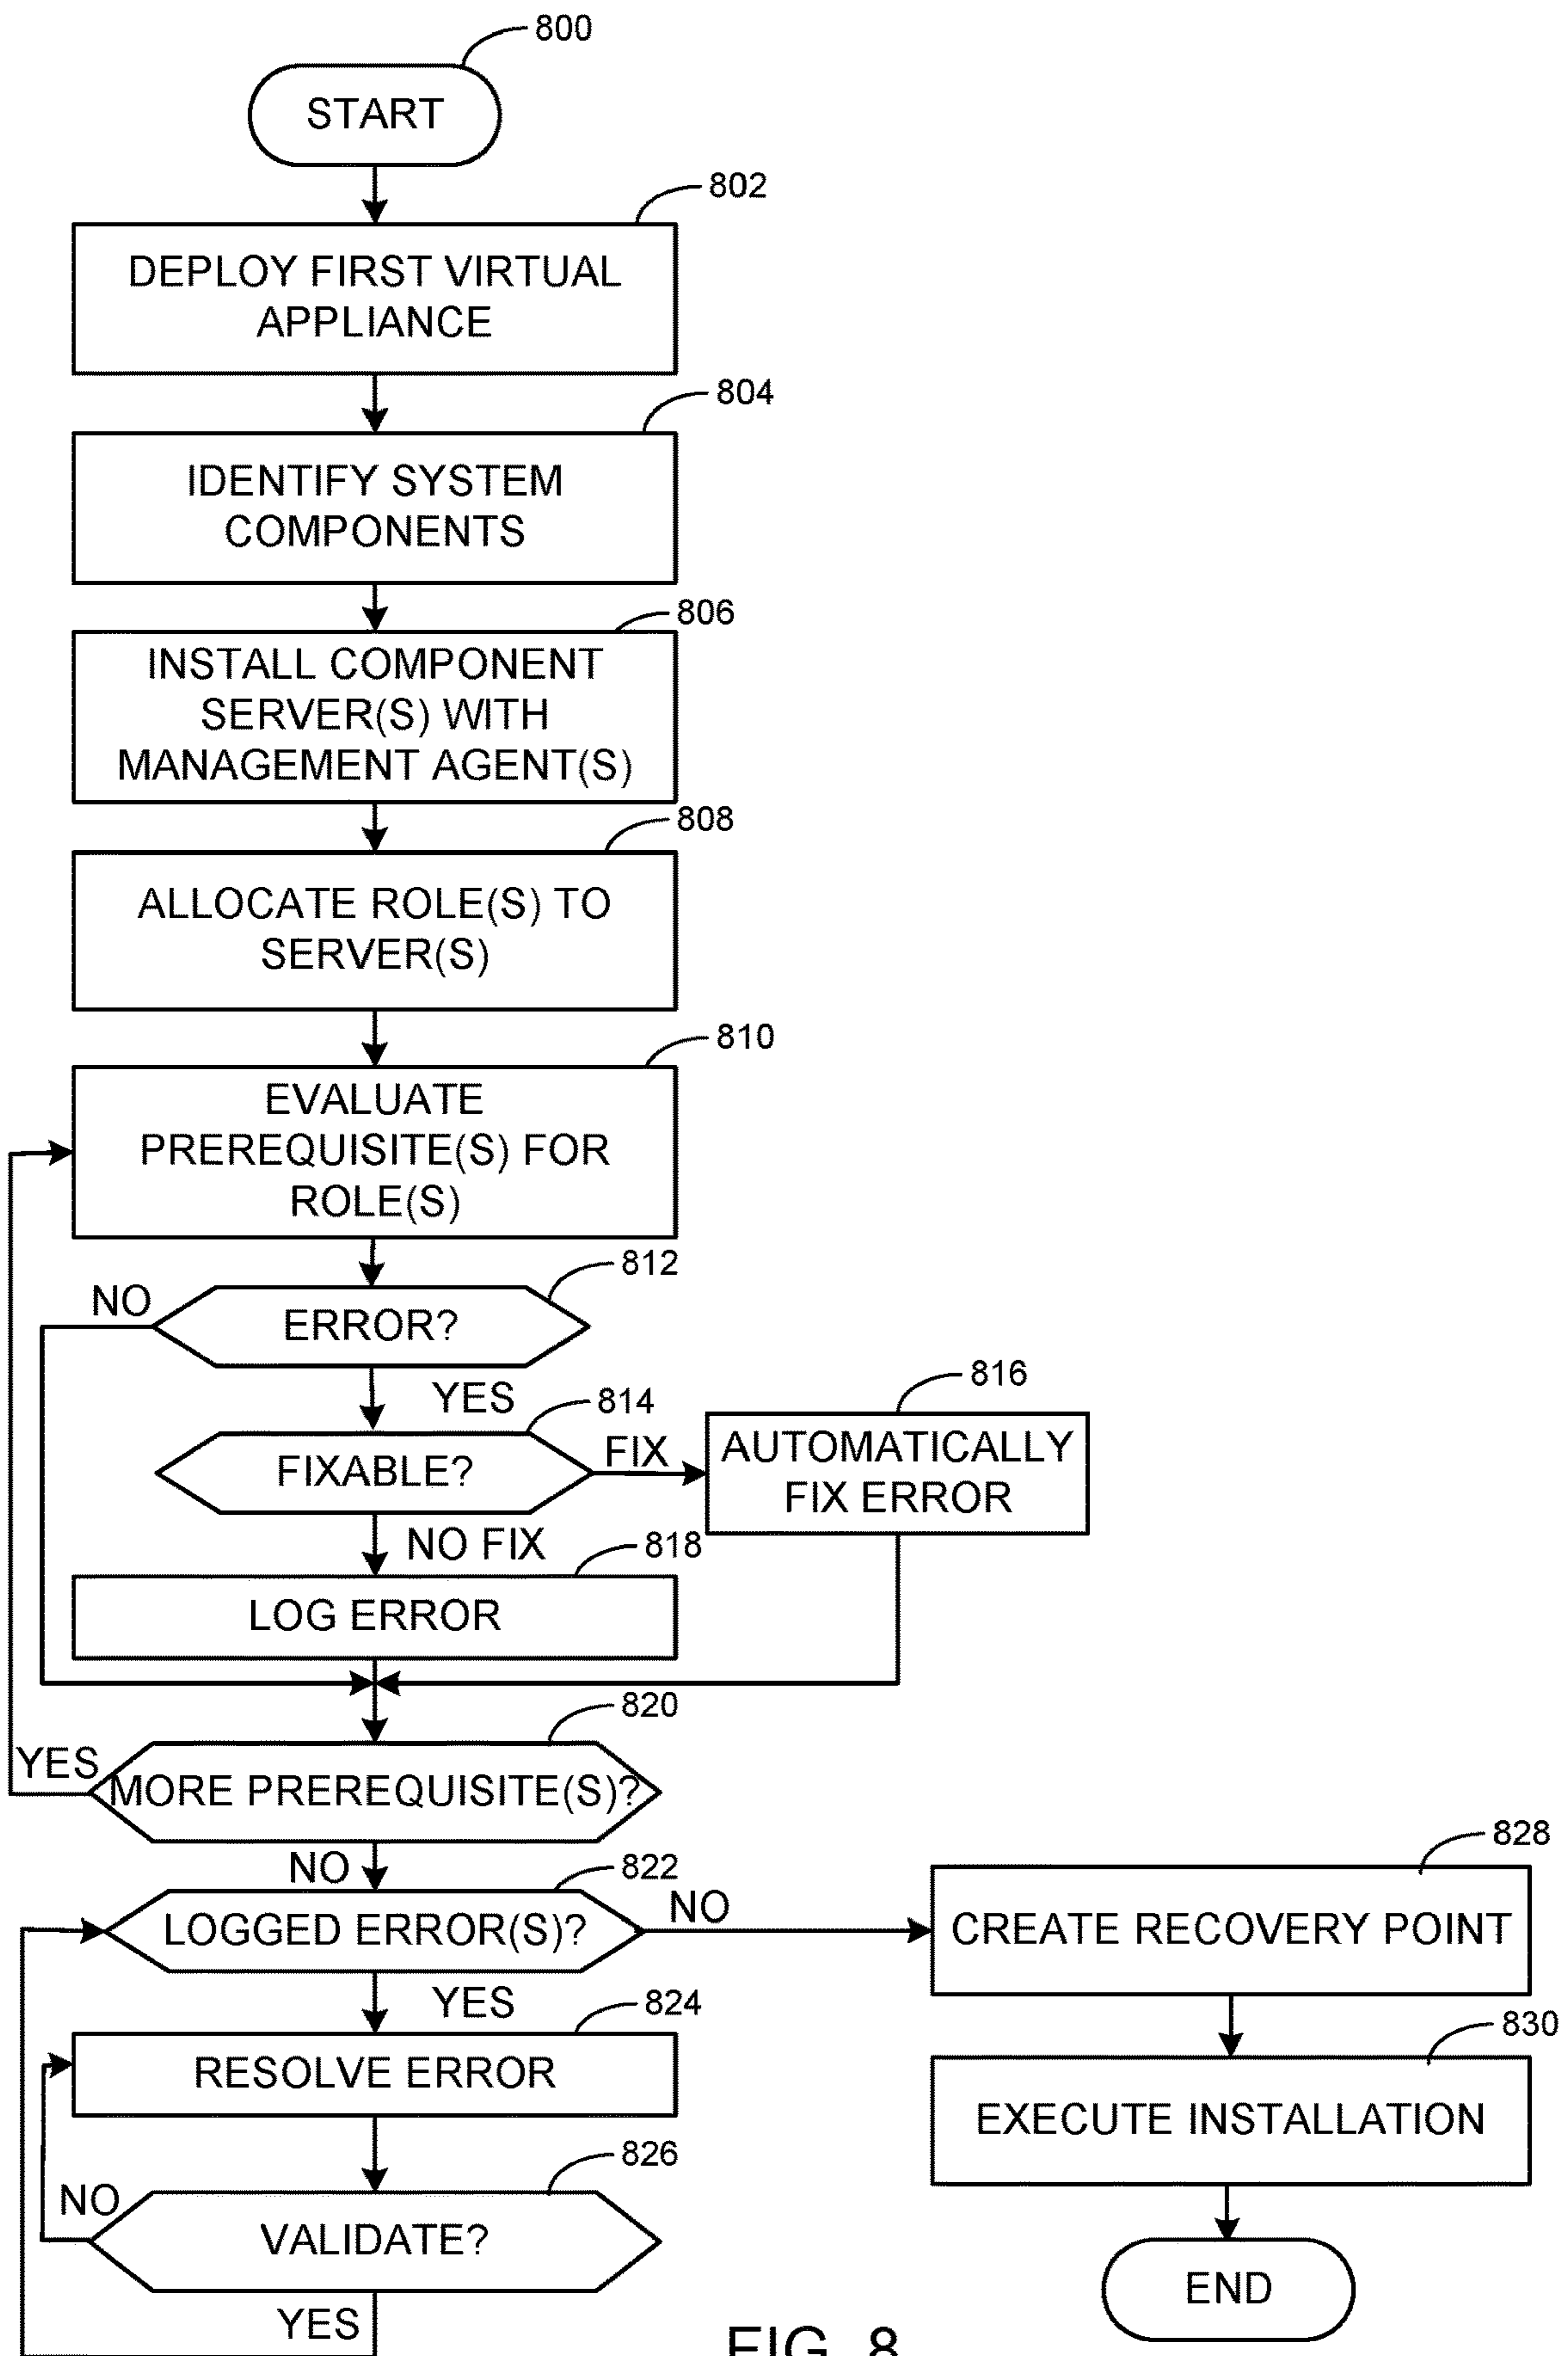 800
START
802
DEPLOY FIRST VIRTUAL
APPLIANCE
804
IDENTIFY SYSTEM
COMPONENTS
806
INSTALL COMPONENT
SERVER(S) WITH
MANAGEMENT AGENT(S)
808
ALLOCATE ROLE(S) TO
SERVER(S)
810
EVALUATE
PREREQUISITE(S) FOR
ROLE(S)
812
NO
ERROR?
YES
814
FIXABLE?
FIX
816
AUTOMATICALLY
FIX ERROR
NO FIX
818
LOG ERROR
820
YES
MORE PREREQUISITE(S)?
NO
822
LOGGED ERROR(S)?
NO
828
CREATE RECOVERY POINT
YES
824
RESOLVE ERROR
830
EXECUTE INSTALLATION
826
NO
VALIDATE?
YES
END
FIG. 8